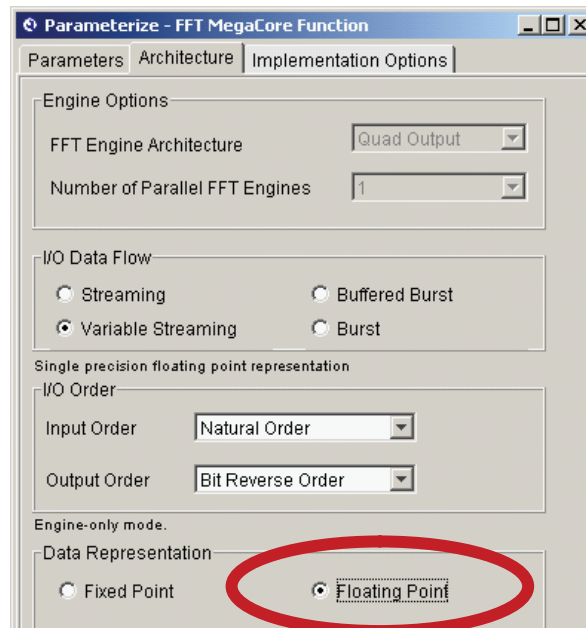 Parameterize - FFT MegaCore Function
Parameters Architecture Implementation Options
Engine Options
FFT Engine Architecture Quad Output
Number of Parallel FFT Engines 1
I/O Data Flow
Streaming Buffered Burst
Variable Streaming Burst
Single precision floating point representation
I/O Order
Input Order Natural Order
Output Order Bit Reverse Order
Engine-only mode.
Data Representation
Fixed Point Floating Point